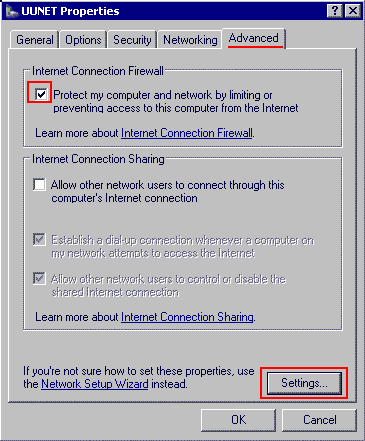 UUNET Properties
General Options Security Networking Advanced
Internet Connection Firewall
Protect my computer and network by limiting or
preventing access to this computer from the Internet
Learn more about Internet Connection Firewall.
Internet Connection Sharing
Allow other network users to connect through this
computer's Internet connection
Establish a dial-up connection whenever a computer on
my network attempts to access the Internet
Allow other network users to control or disable the
shared Internet connection
Learn more about Internet Connection Sharing.
If you're not sure how to set these properties, use
the Network Setup Wizard instead.
Settings...
OK Cancel